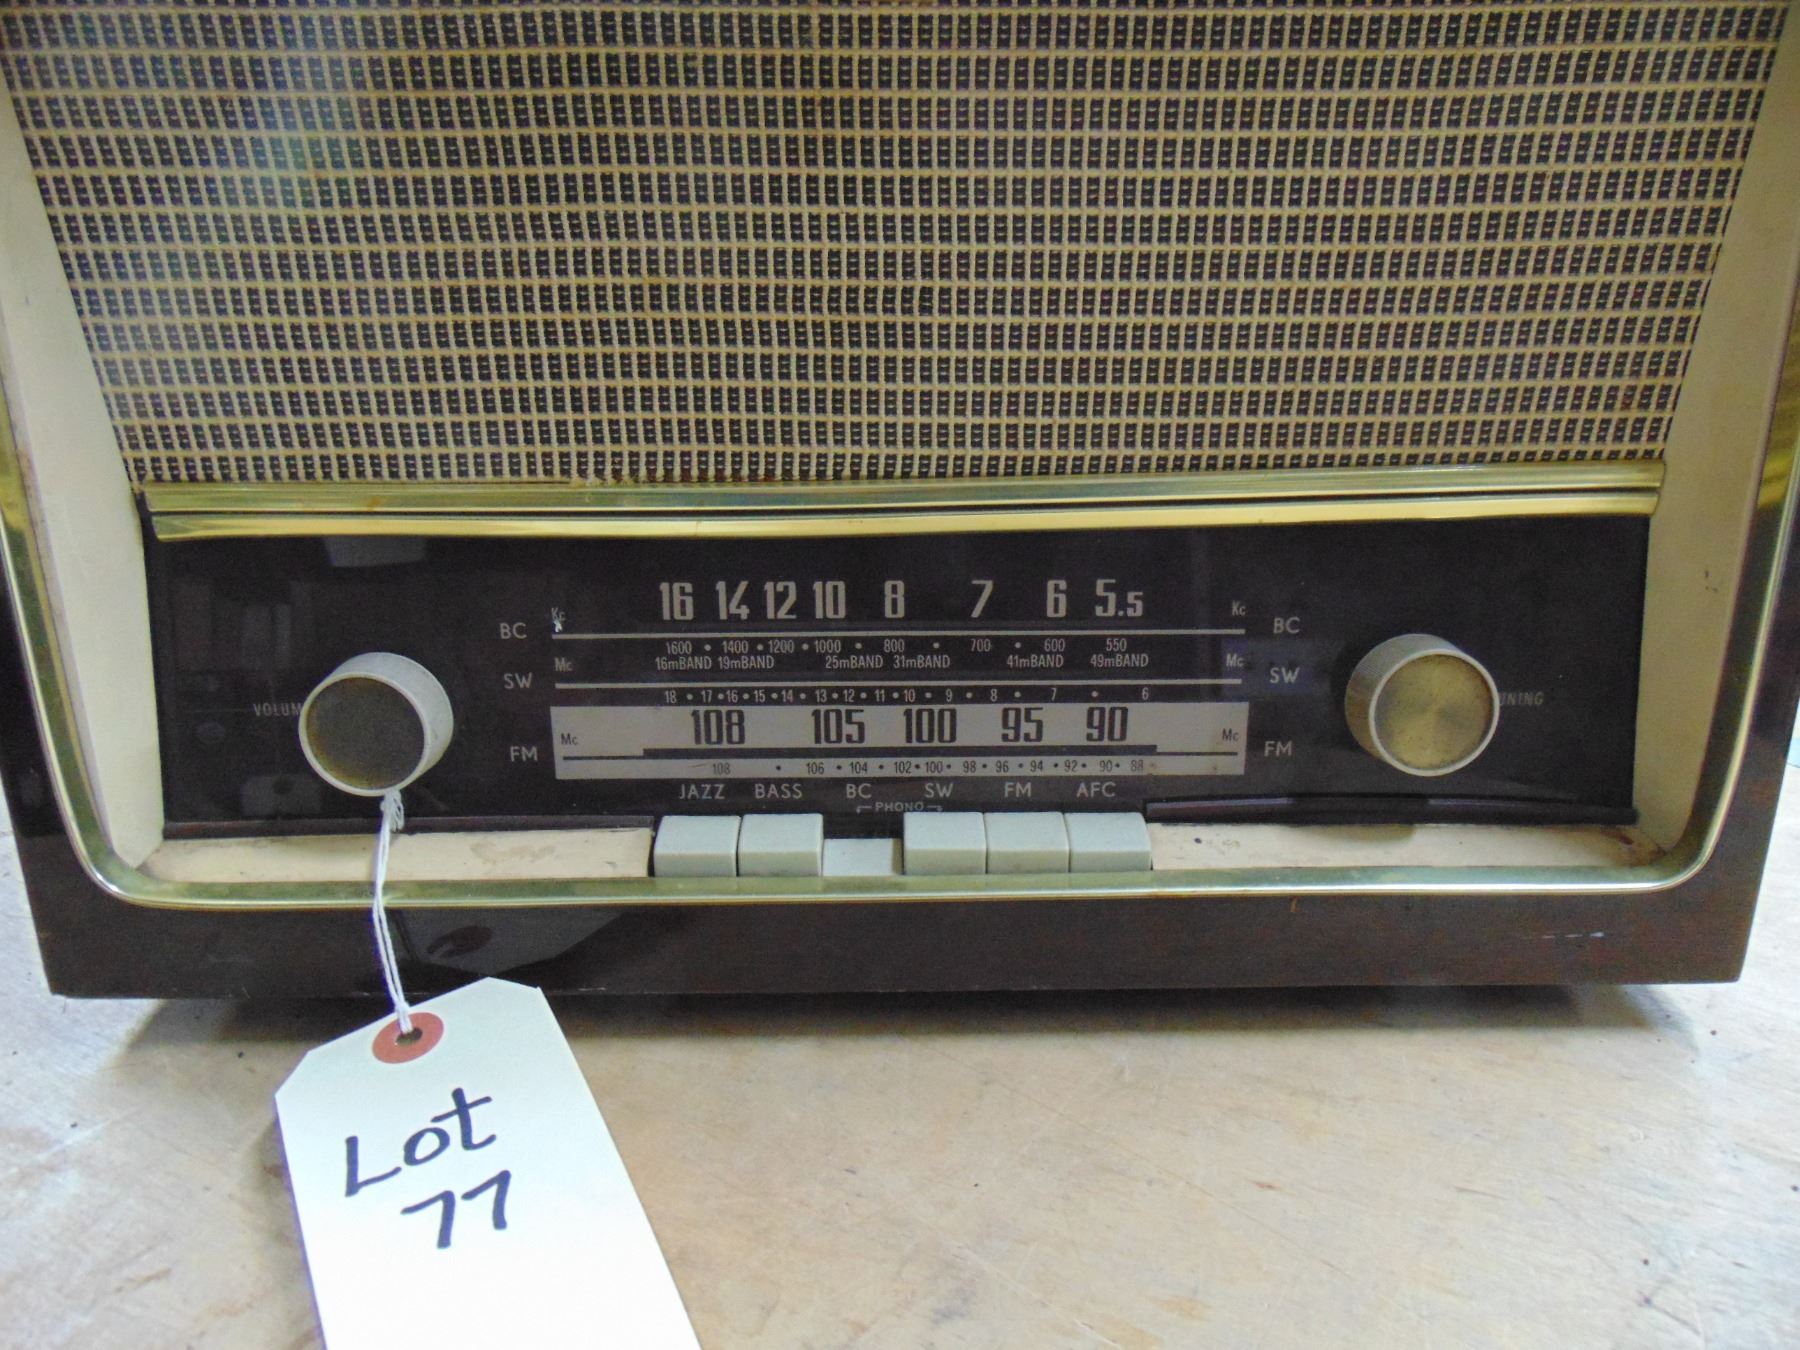 Kc 16 14 12 10 8 7 6 5.5 Kc
BC BC
1600 • 1400 • 1200 • 1000 • 800 • 700 • 600 550
Mc 16mBAND 19mBAND 25mBAND 31mBAND 41mBAND 49mBAND Mc
SW SW
18 • 17 • 16 • 15 • 14 • 13 • 12 • 11 • 10 • 9 • 8 • 7 • 6
VOLUM UNING
Mc 108 105 100 95 90 Mc
FM FM
108 • 106 • 104 • 102 • 100 • 98 • 96 • 94 • 92 • 90 • 88
JAZZ BASS BC SW FM AFC
PHONO
Lot
77